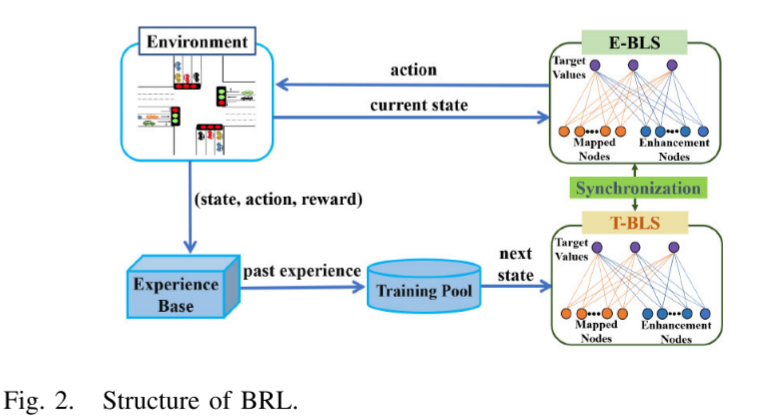 Environment
E-BLS
action
current state
Target
Values
Mapped
Nodes
Enhancement
Nodes
Synchronization
(state, action, reward)
T-BLS
Target
Values
next
state
Experience
Base
past experience
Training Pool
Mapped
Nodes
Enhancement
Nodes
Fig. 2. Structure of BRL.